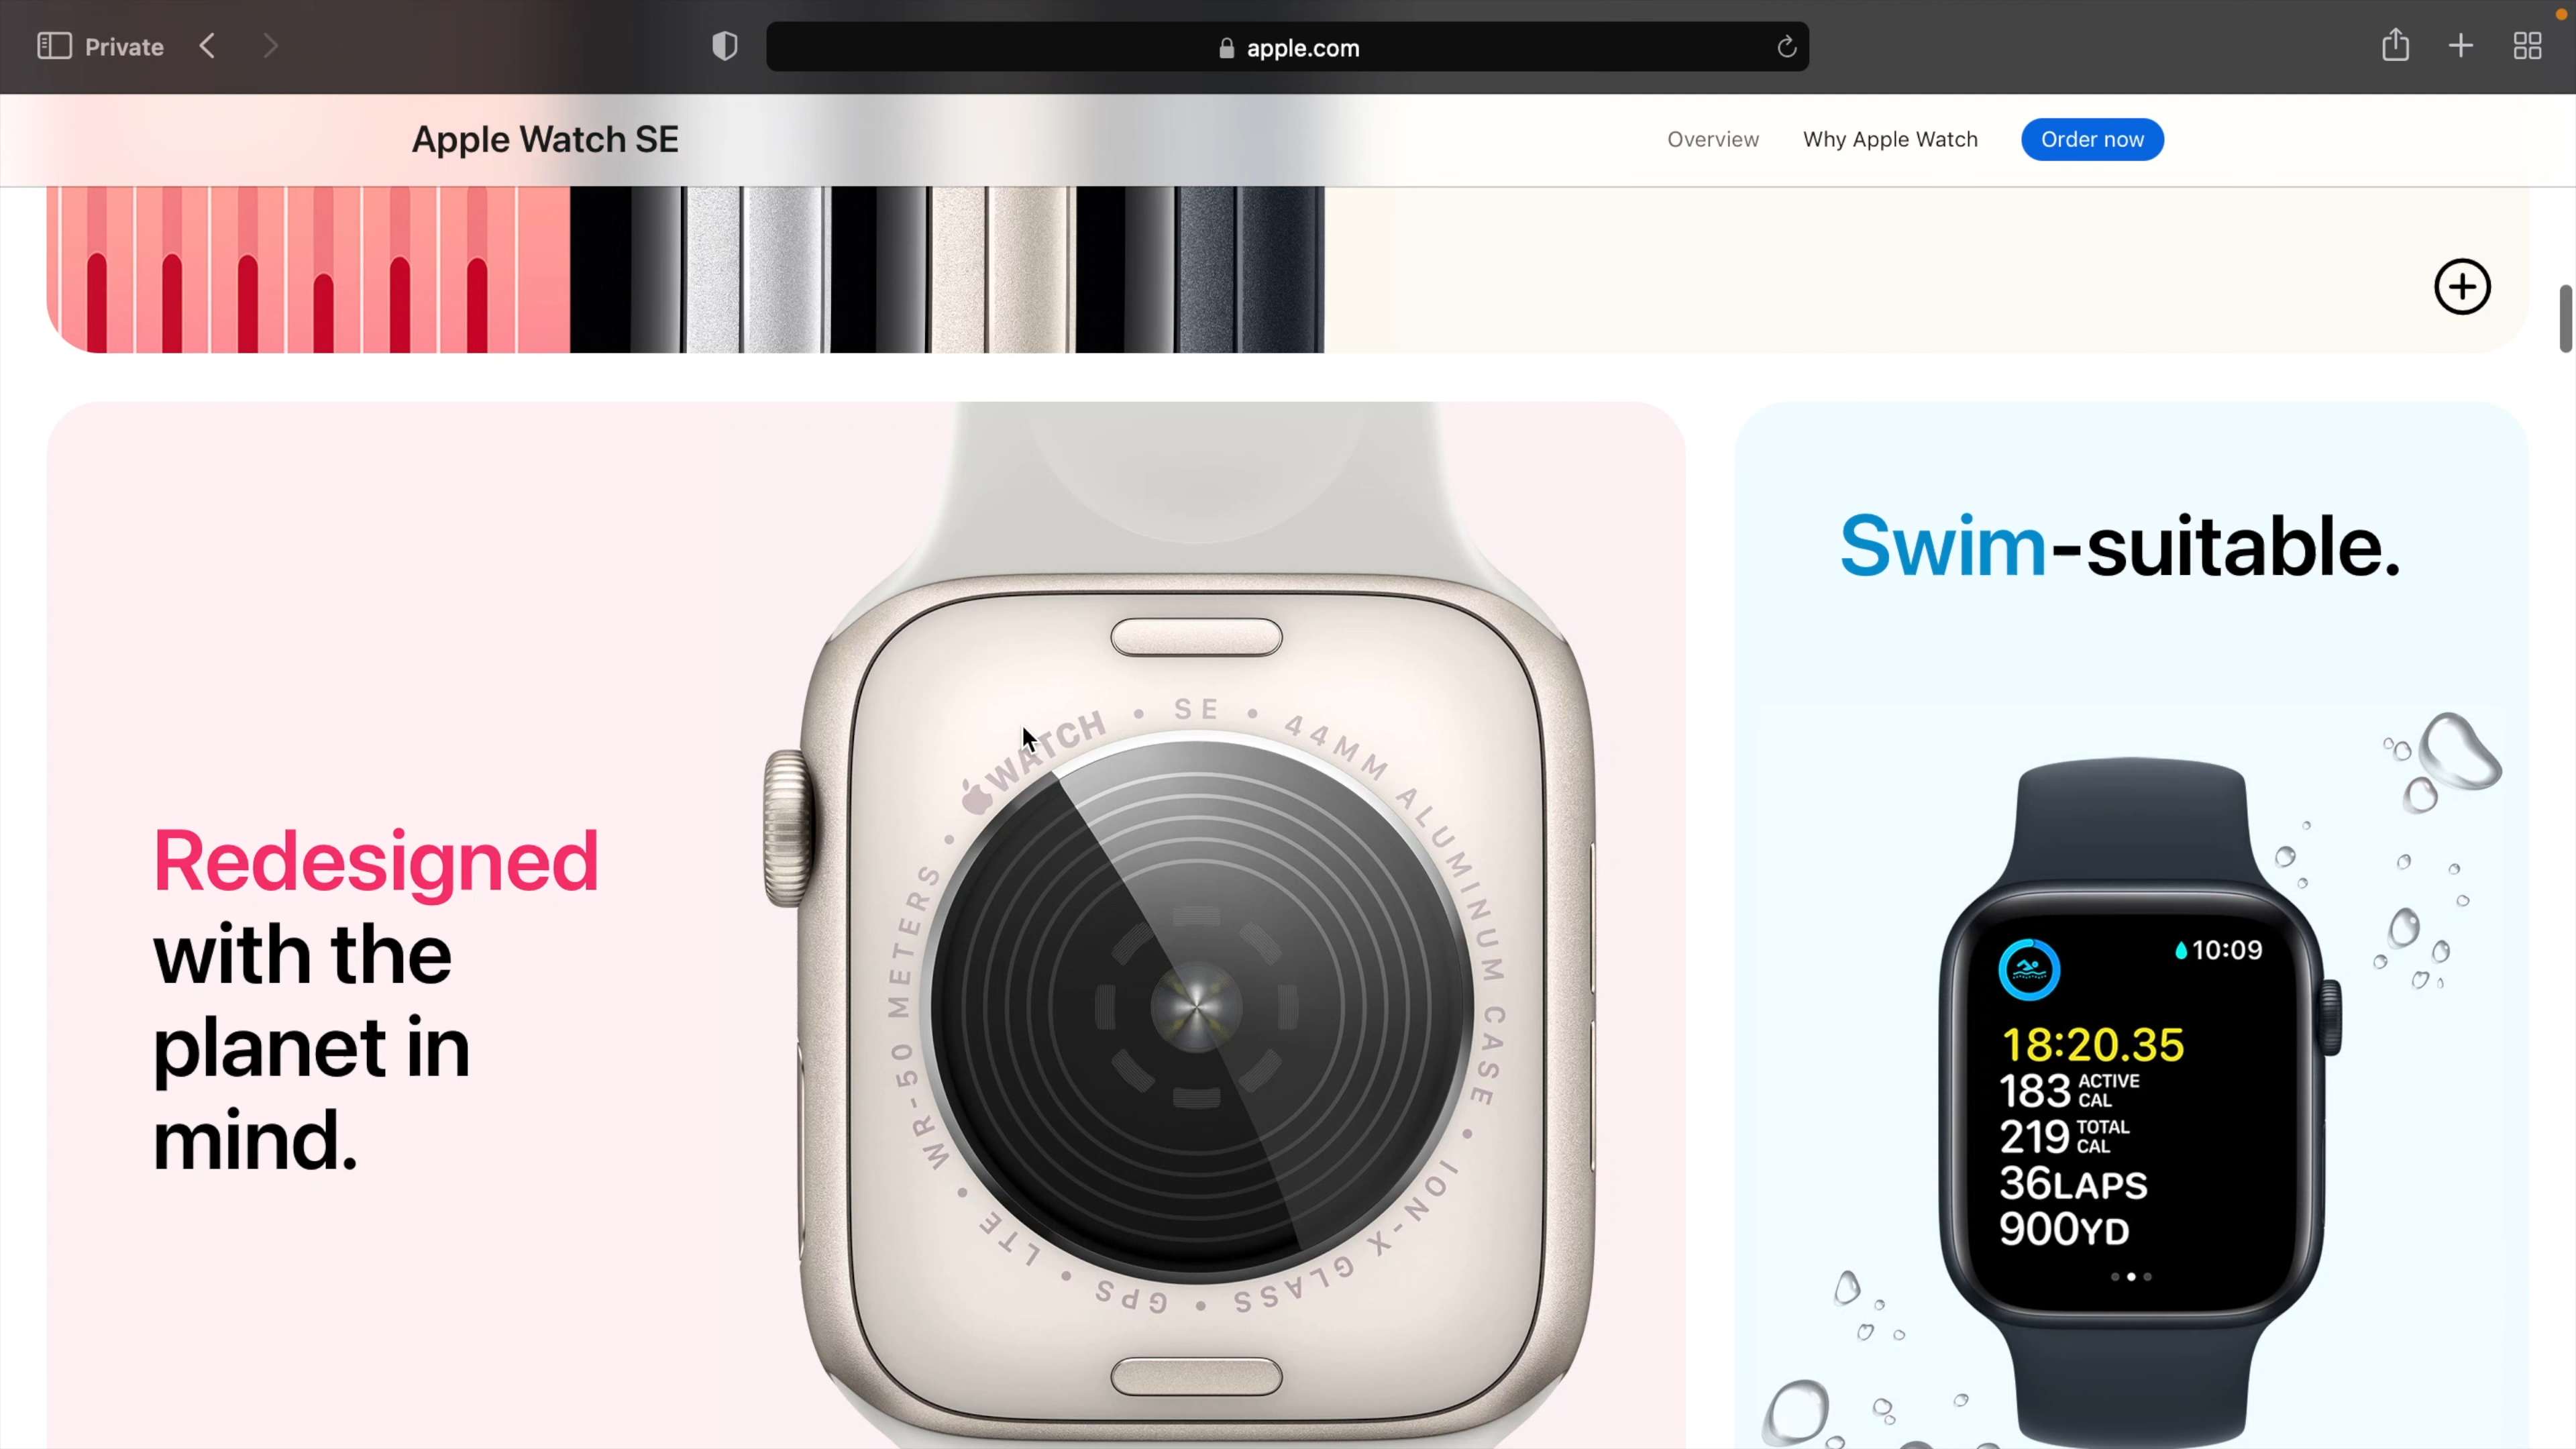 Private
apple.com
Apple Watch SE
Overview
Why Apple Watch
Order now
Redesigned
with the
planet in
mind.
WATCH • SE • 44MM ALUMINUM CASE • ION-X GLASS • GPS • LTE • WR-50 METERS •
Swim-suitable.
10:09
18:20.35
183 ACTIVE CAL
219 TOTAL CAL
36LAPS
900YD